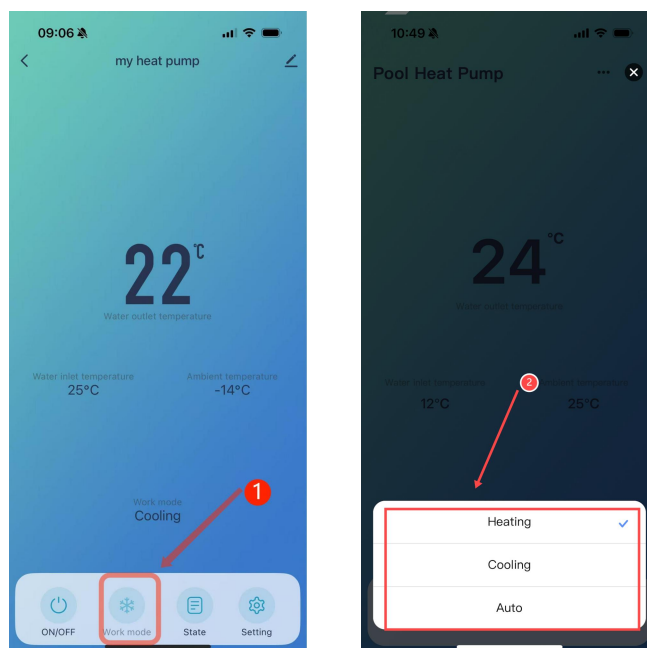 09:06
my heat pump
22°C
Water outlet temperature
Water inlet temperature
Ambient temperature
25°C
-14°C
1
Work mode
Cooling
ON/OFF
Work mode
State
Setting
10:49
Pool Heat Pump
24°C
Water outlet temperature
Water inlet temperature
2
ambient temperature
12°C
25°C
Heating
Cooling
Auto